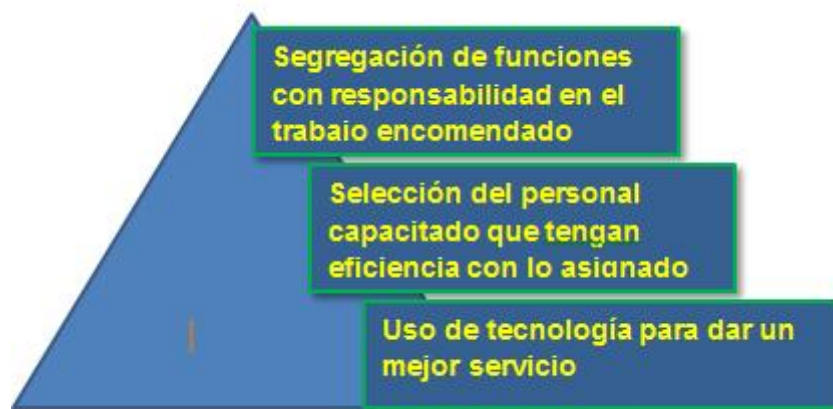 Segregación de funciones
con responsabilidad en el
trabajo encomendado
Selección del personal
capacitado que tengan
eficiencia con lo asignado
Uso de tecnología para dar un
mejor servicio